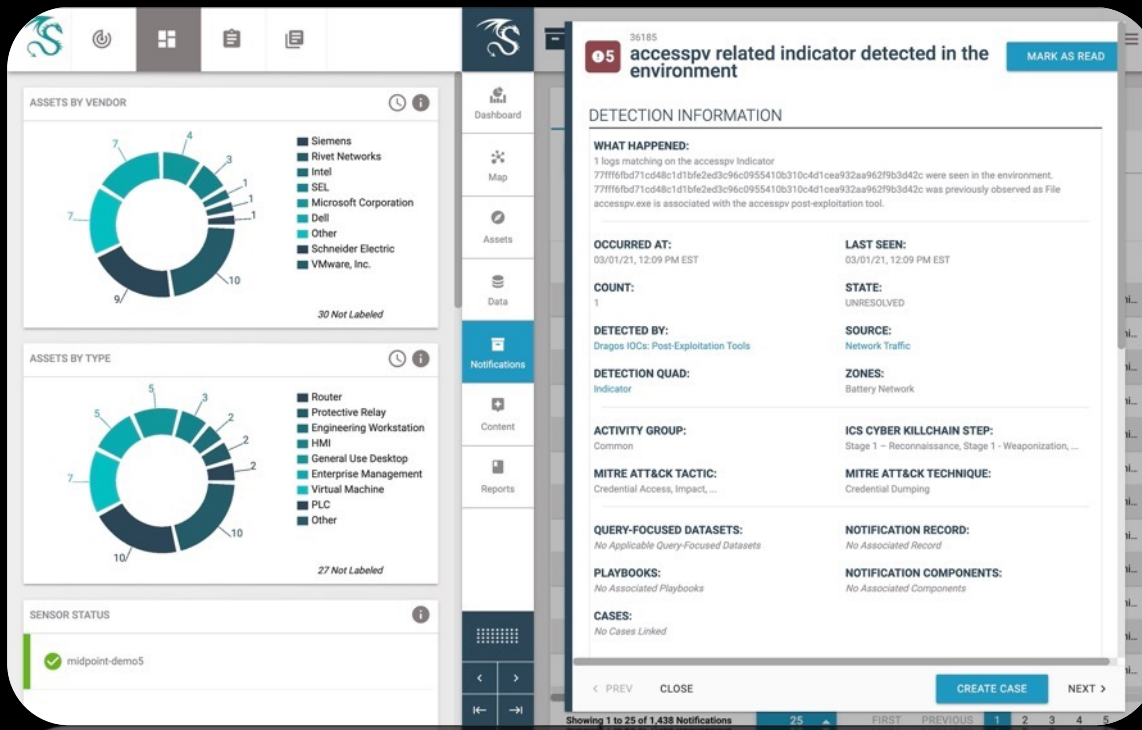 ASSETS BY VENDOR
4
7
3
1
1
1
7
10
9
Siemens
Rivet Networks
Intel
SEL
Microsoft Corporation
Dell
Other
Schneider Electric
VMware, Inc.
30 Not Labeled
ASSETS BY TYPE
5
3
5
2
2
2
7
10
10
Router
Protective Relay
Engineering Workstation
HMI
General Use Desktop
Enterprise Management
Virtual Machine
PLC
Other
27 Not Labeled
SENSOR STATUS
midpoint-demo5
Dashboard
Map
Assets
Data
Notifications
Content
Reports
5
36185
accesspv related indicator detected in the
environment
MARK AS READ
DETECTION INFORMATION
WHAT HAPPENED:
1 logs matching on the accesspv Indicator
77fff6fbd71cd48c1d1bfe2ed3c96c0955410b310c4d1cea932aa962f9b3d42c were seen in the environment.
77fff6fbd71cd48c1d1bfe2ed3c96c0955410b310c4d1cea932aa962f9b3d42c was previously observed as File
accesspv.exe is associated with the accesspv post-exploitation tool.
OCCURRED AT:
03/01/21, 12:09 PM EST
LAST SEEN:
03/01/21, 12:09 PM EST
COUNT:
1
STATE:
UNRESOLVED
DETECTED BY:
Dragos IOCs: Post-Exploitation Tools
SOURCE:
Network Traffic
DETECTION QUAD:
Indicator
ZONES:
Battery Network
ACTIVITY GROUP:
Common
ICS CYBER KILLCHAIN STEP:
Stage 1 – Reconnaissance, Stage 1 - Weaponization, ...
MITRE ATT&CK TACTIC:
Credential Access, Impact, ...
MITRE ATT&CK TECHNIQUE:
Credential Dumping
QUERY-FOCUSED DATASETS:
No Applicable Query-Focused Datasets
NOTIFICATION RECORD:
No Associated Record
PLAYBOOKS:
No Associated Playbooks
NOTIFICATION COMPONENTS:
No Associated Components
CASES:
No Cases Linked
PREV
CLOSE
CREATE CASE
NEXT
Showing 1 to 25 of 1,438 Notifications
25
FIRST
PREVIOUS
1
2
3
4
5